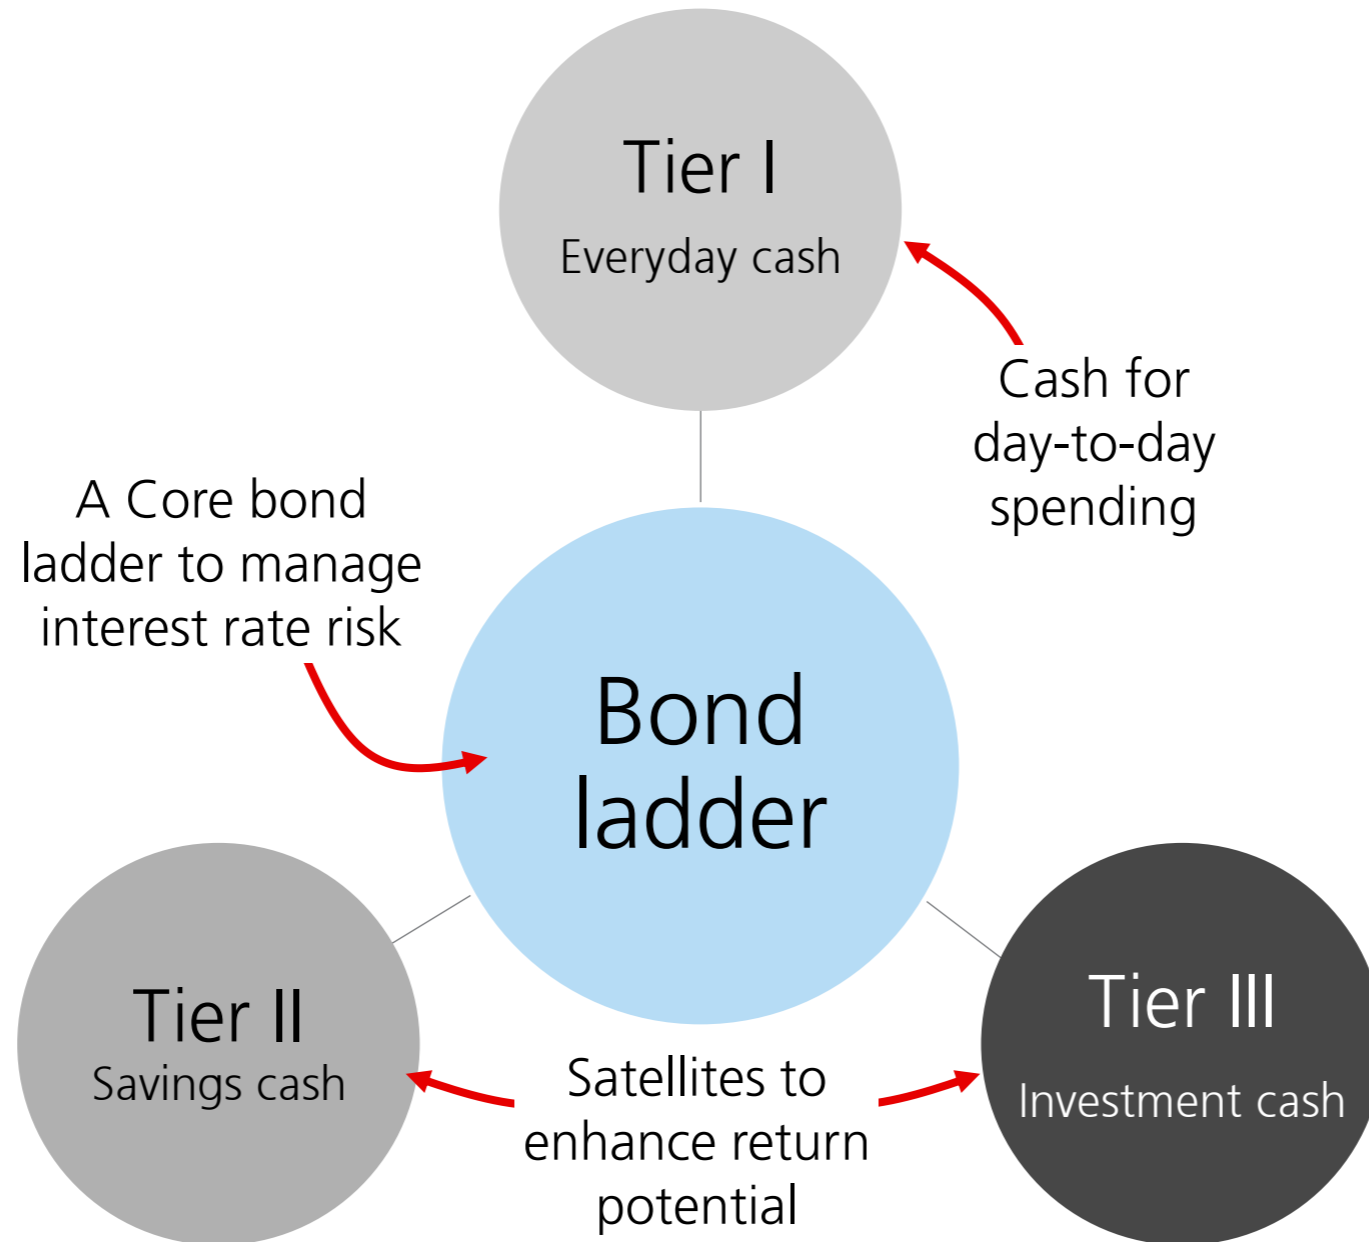 Tier I
Everyday cash
Cash for
day-to-day
spending
A Core bond
ladder to manage
interest rate risk
Bond
ladder
Tier II
Savings cash
Satellites to
enhance return
potential
Tier III
Investment cash